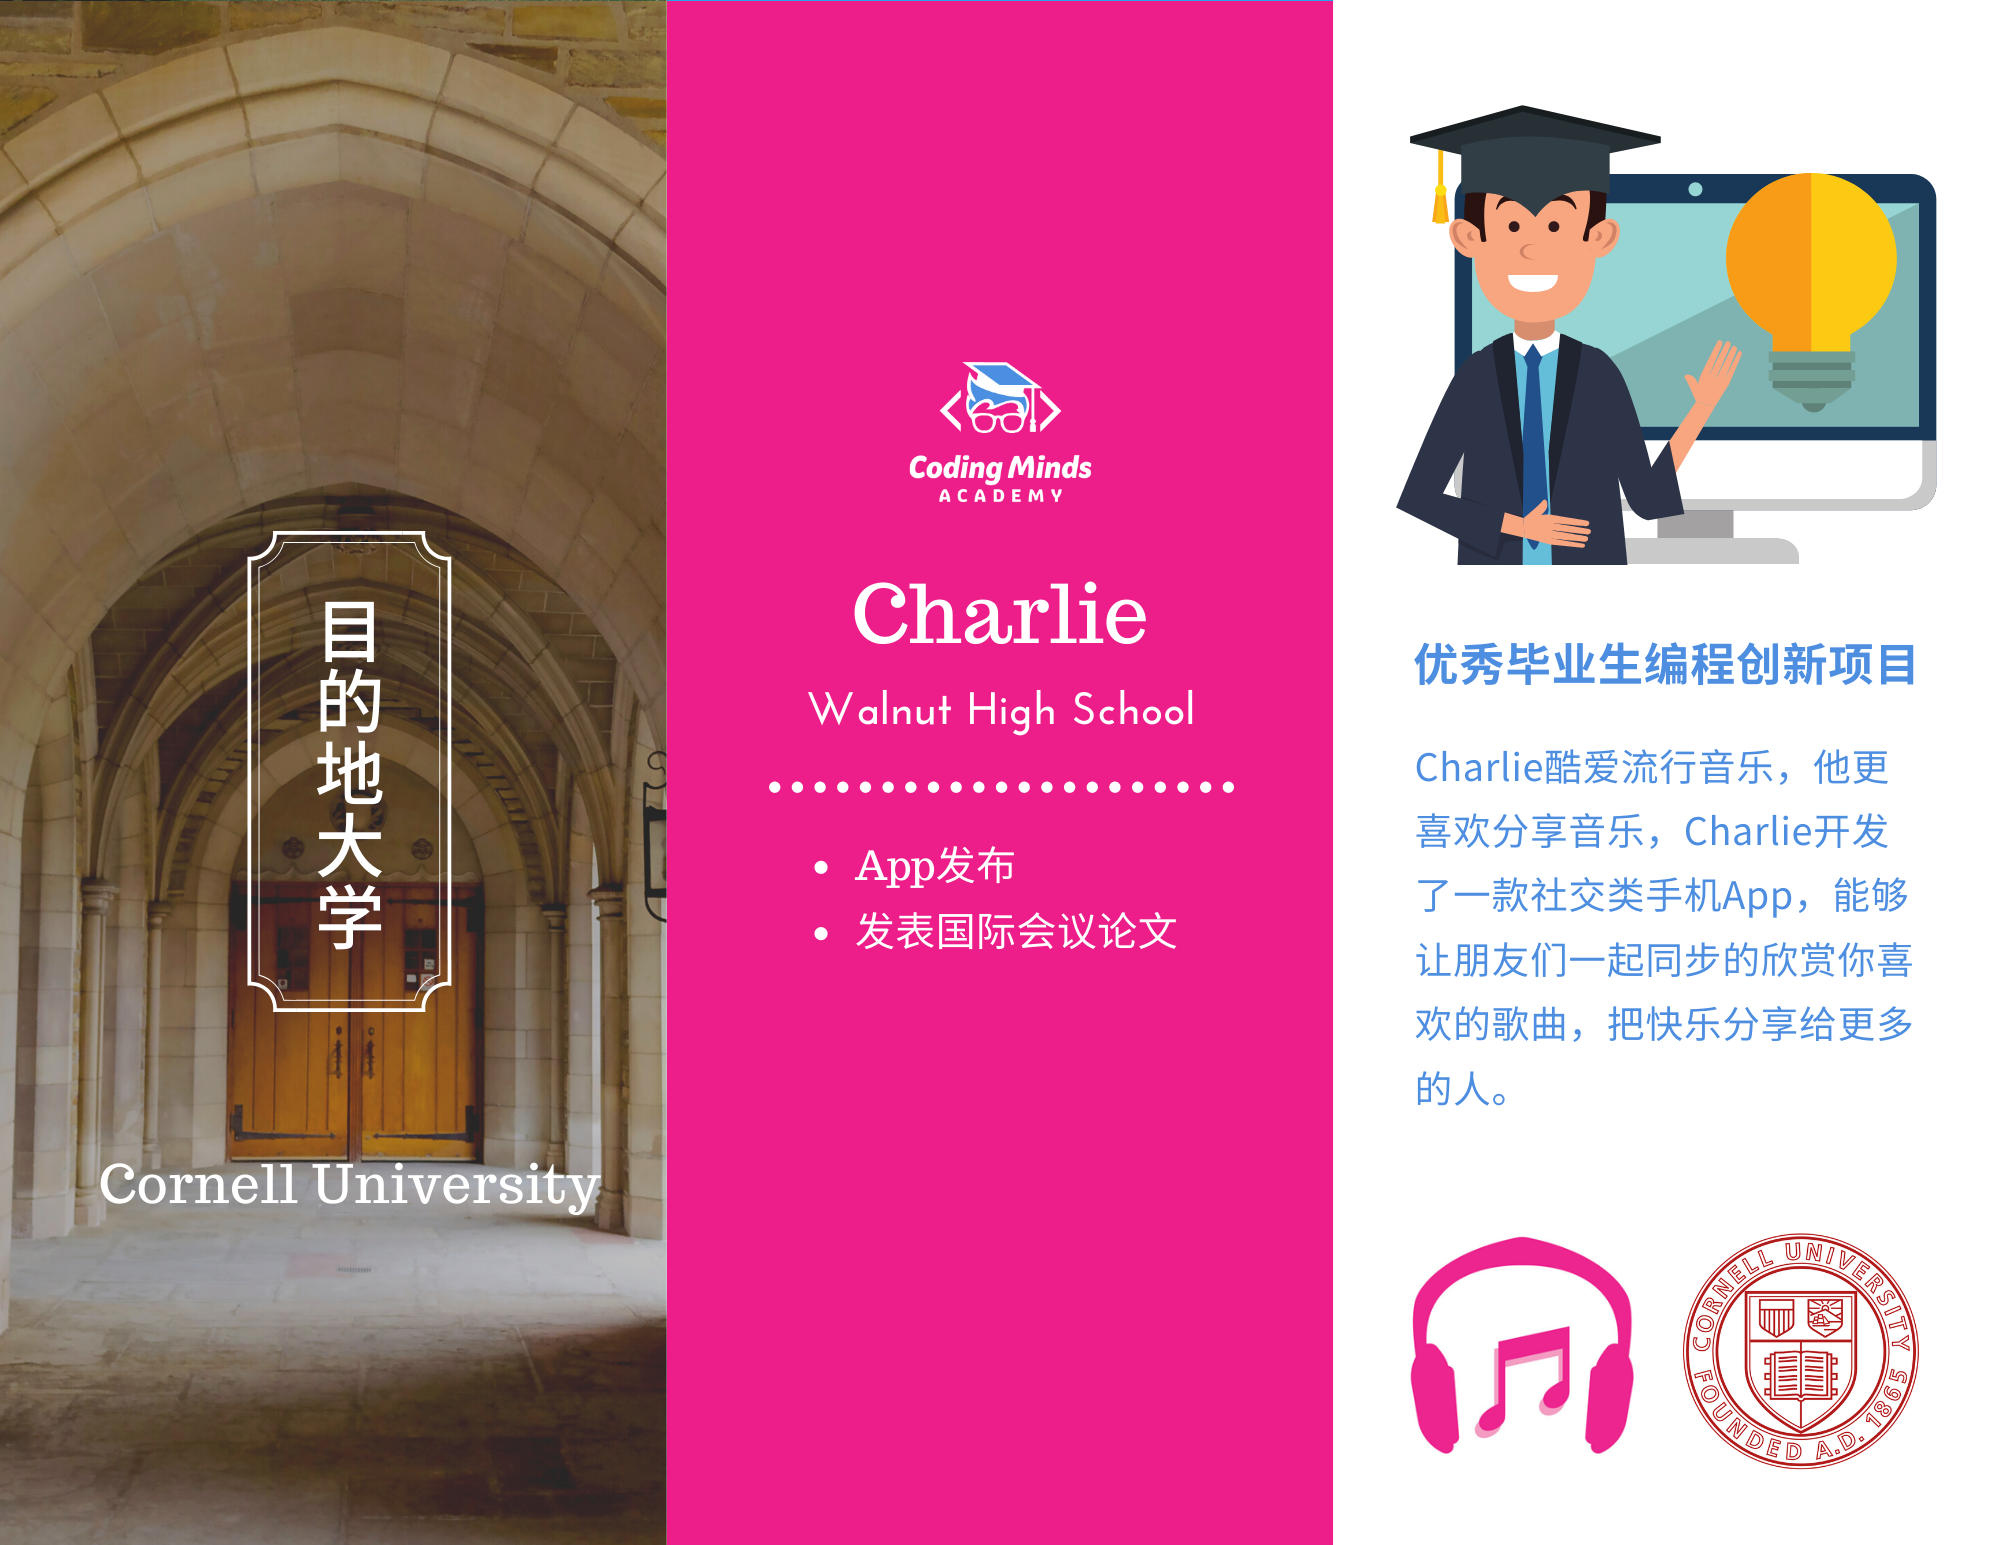 目的地大学
Cornell University
Coding Minds
ACADEMY
Charlie
Walnut High School
• App发布
• 发表国际会议论文
优秀毕业生编程创新项目
Charlie酷爱流行音乐，他更
喜欢分享音乐，Charlie开发
了一款社交类手机App，能够
让朋友们一起同步的欣赏你喜
欢的歌曲，把快乐分享给更多
的人。
CORNELL UNIVERSITY
FOUNDED A.D. 1865